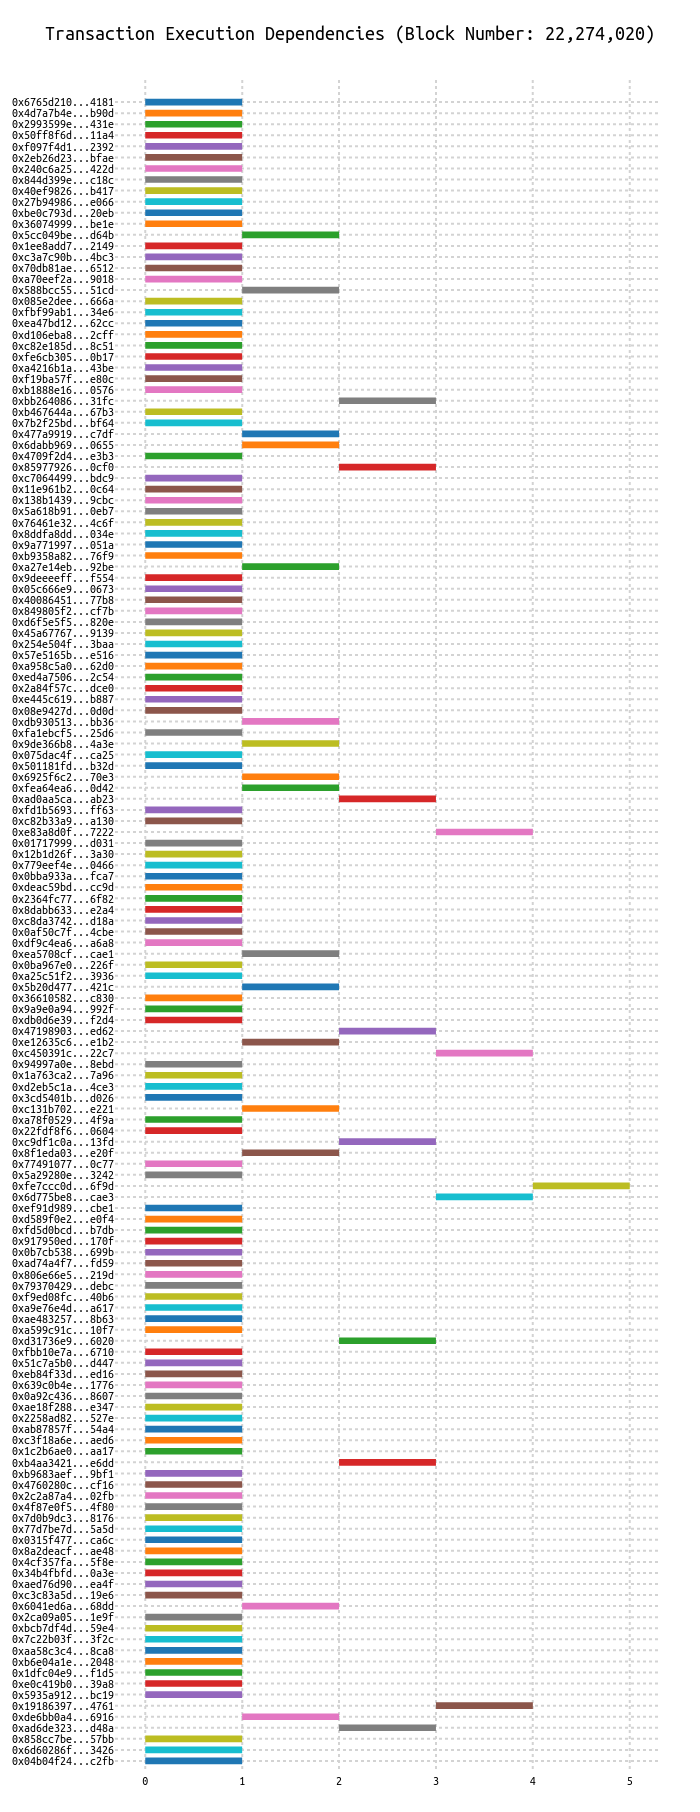 Transaction Execution Dependencies (Block Number: 22,274,020)
0x6765d210...4181
0x4d7a7b4e...b90d
0x2993599e...431e
0x50ff8f6d...11a4
0xf097f4d1...2392
0x2eb26d23...bfae
0x240c6a25...422d
0x844d399e...c18c
0x40ef9826...b417
0x27b94986...e066
0xbe0c793d...20eb
0x36074999...be1e
0x5cc049be...d64b
0x1ee8add7...2149
0xc3a7c90b...4bc3
0x70db81ae...6512
0xa70eef2a...9018
0x588bcc55...51cd
0x085e2dee...666a
0xfbf99ab1...34e6
0xea47bd12...62cc
0xd106eba8...2cff
0xc82e185d...8c51
0xfe6cb305...0b17
0xa4216b1a...43be
0xf19ba57f...e80c
0xb1888e16...0576
0xbb264086...31fc
0xb467644a...67b3
0x7b2f25bd...bf64
0x477a9919...c7df
0x6dabb969...0655
0x4709f2d4...e3b3
0x85977926...0cf0
0xc7064499...bdc9
0x11e961b2...0c64
0x138b1439...9cbc
0x5a618b91...0eb7
0x76461e32...4c6f
0x8ddfa8dd...034e
0x9a771997...051a
0xb9358a82...76f9
0xa27e14eb...92be
0x9deeeeff...f554
0x05c666e9...0673
0x40086451...77b8
0x849805f2...cf7b
0xd6f5e5f5...820e
0x45a67767...9139
0x254e504f...3baa
0x57e5165b...e516
0xa958c5a0...62d0
0xed4a7506...2c54
0x2a84f57c...dce0
0xe445c619...b887
0x08e9427d...0d0d
0xdb930513...bb36
0xfa1ebcf5...25d6
0x9de366b8...4a3e
0x075dac4f...ca25
0x501181fd...b32d
0x6925f6c2...70e3
0xfea64ea6...0d42
0xad0aa5ca...ab23
0xfd1b5693...ff63
0xc82b33a9...a130
0xe83a8d0f...7222
0x01717999...d031
0x12b1d26f...3a30
0x779eef4e...0466
0x0bba933a...fca7
0xdeac59bd...cc9d
0x2364fc77...6f82
0x8dabb633...e2a4
0xc8da3742...d18a
0x0af50c7f...4cbe
0xdf9c4ea6...a6a8
0xea5708cf...cae1
0x0ba967e0...226f
0xa25c51f2...3936
0x5b20d477...421c
0x36610582...c830
0x9a9e0a94...992f
0xdb0d6e39...f2d4
0x47198903...ed62
0xe12635c6...e1b2
0xc450391c...22c7
0x94997a0e...8ebd
0x1a763ca2...7a96
0xd2eb5c1a...4ce3
0x3cd5401b...d026
0xc131b702...e221
0xa78f0529...4f9a
0x22fdf8f6...0604
0xc9df1c0a...13fd
0x8f1eda03...e20f
0x77491077...0c77
0x5a29280e...3242
0xfe7ccc0d...6f9d
0x6d775be8...cae3
0xef91d989...cbe1
0xd589f0e2...e0f4
0xfd5d0bcd...b7db
0x917950ed...170f
0x0b7cb538...699b
0xad74a4f7...fd59
0x806e66e5...219d
0x79370429...debc
0xf9ed08fc...40b6
0xa9e76e4d...a617
0xae483257...8b63
0xa599c91c...10f7
0xd31736e9...6020
0xfbb10e7a...6710
0x51c7a5b0...d447
0xeb84f33d...ed16
0x639c0b4e...1776
0x0a92c436...8607
0xae18f288...e347
0x2258ad82...527e
0xab87857f...54a4
0xc3f18a6e...aed6
0x1c2b6ae0...aa17
0xb4aa3421...e6dd
0xb9683aef...9bf1
0x4760280c...cf16
0x2c2a87a4...02fb
0x4f87e0f5...4f80
0x7d0b9dc3...8176
0x77d7be7d...5a5d
0x0315f477...ca6c
0x8a2deacf...ae48
0x4cf357fa...5f8e
0x34b4fbfd...0a3e
0xaed76d90...ea4f
0xc3c83a5d...19e6
0x6041ed6a...68dd
0x2ca09a05...1e9f
0xbcb7df4d...59e4
0x7c22b03f...3f2c
0xaa58c3c4...8ca8
0xb6e04a1e...2048
0x1dfc04e9...f1d5
0xe0c419b0...39a8
0x5935a912...bc19
0x19186397...4761
0xde6bb0a4...6916
0xad6de323...d48a
0x858cc7be...57bb
0x6d60286f...3426
0x04b04f24...c2fb
0 1 2 3 4 5